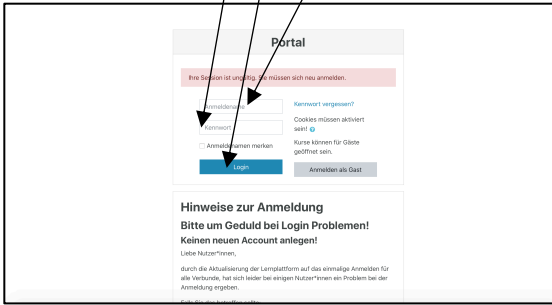 Portal
Ihre Session ist ungültig. Sie müssen sich neu anmelden.
Anmeldename
Kennwort
Anmeldenamen merken
Login
Kennwort vergessen?
Cookies müssen aktiviert
sein!
Kurse können für Gäste
geöffnet sein.
Anmelden als Gast
Hinweise zur Anmeldung
Bitte um Geduld bei Login Problemen!
Keinen neuen Account anlegen!
Liebe Nutzer*innen,
durch die Aktualisierung der Lernplattform auf das einmalige Anmelden für
alle Verbunde, hat sich leider bei einigen Nutzer*innen ein Problem bei der
Anmeldung ergeben.